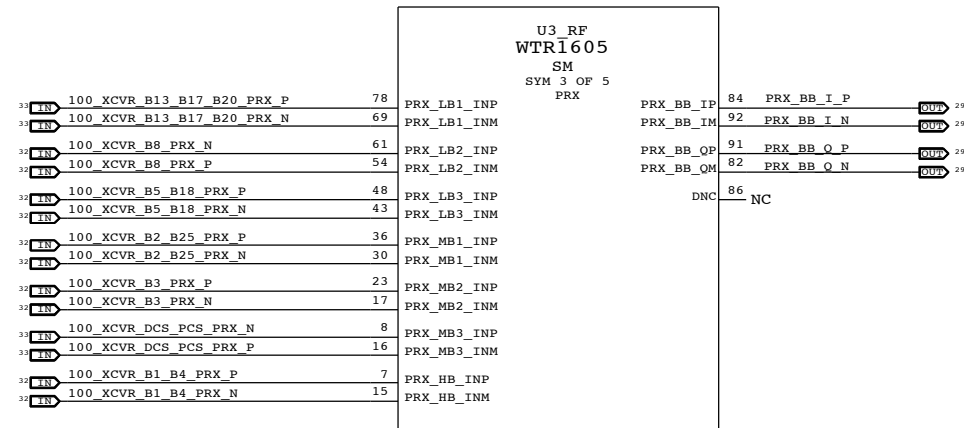 U3_RF
WTR1605
SM
SYM 3 OF 5
PRX
33 IN 100_XCVR_B13_B17_B20_PRX_P 78 PRX_LB1_INP
33 IN 100_XCVR_B13_B17_B20_PRX_N 69 PRX_LB1_INM
32 IN 100_XCVR_B8_PRX_N 61 PRX_LB2_INP
32 IN 100_XCVR_B8_PRX_P 54 PRX_LB2_INM
32 IN 100_XCVR_B5_B18_PRX_P 48 PRX_LB3_INP
32 IN 100_XCVR_B5_B18_PRX_N 43 PRX_LB3_INM
32 IN 100_XCVR_B2_B25_PRX_P 36 PRX_MB1_INP
32 IN 100_XCVR_B2_B25_PRX_N 30 PRX_MB1_INM
32 IN 100_XCVR_B3_PRX_P 23 PRX_MB2_INP
32 IN 100_XCVR_B3_PRX_N 17 PRX_MB2_INM
33 IN 100_XCVR_DCS_PCS_PRX_N 8 PRX_MB3_INP
33 IN 100_XCVR_DCS_PCS_PRX_P 16 PRX_MB3_INM
32 IN 100_XCVR_B1_B4_PRX_P 7 PRX_HB_INP
32 IN 100_XCVR_B1_B4_PRX_N 15 PRX_HB_INM
PRX_BB_IP 84 PRX_BB_I_P OUT 29
PRX_BB_IM 92 PRX_BB_I_N OUT 29
PRX_BB_QP 91 PRX_BB_Q_P OUT 29
PRX_BB_QM 82 PRX_BB_Q_N OUT 29
DNC 86 NC